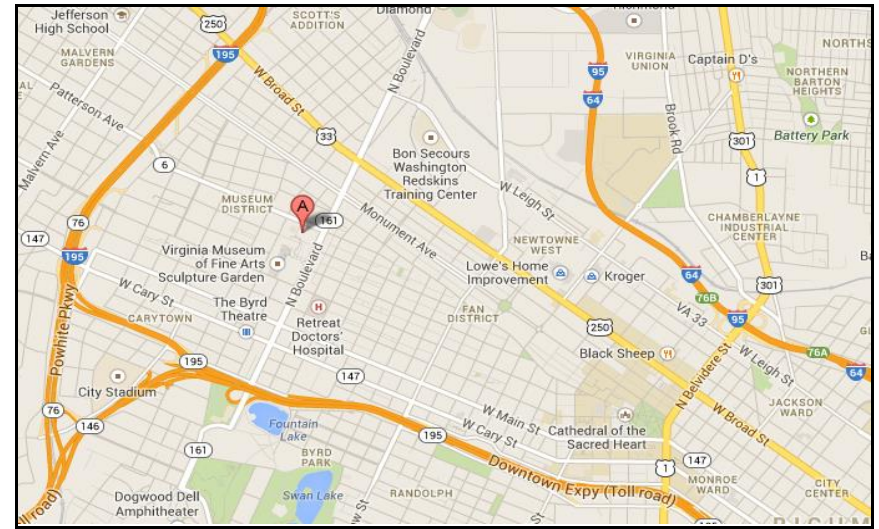 Jefferson
High School
SCOTT'S
ADDITION
Diamond
Richmond
250
195
N Boulevard
MALVERN
GARDENS
95
64
VIRGINIA
UNION
Captain D's
NORTHS
NORTHERN
BARTON
HEIGHTS
W Broad St
Patterson Ave
Malvern Ave
33
Brook Rd
Battery Park
301
1
6
Bon Secours
Washington
Redskins
Training Center
W Leigh St
MUSEUM
DISTRICT
A
161
Monument Ave
76
147
195
CHAMBERLAYNE
INDUSTRIAL
CENTER
NEWTOWNE
WEST
Virginia Museum
of Fine Arts
Sculpture Garden
N Boulevard
Lowe's Home
Improvement
Kroger
64
76B
301
Powhite Pkwy
W Cary St
The Byrd
Theatre
CARYTOWN
H
Retreat
Doctors'
Hospital
FAN
DISTRICT
VA 33
95
250
Black Sheep
76A
64
W Leigh St
N Belvidere St
195
147
City Stadium
76
146
JACKSON
WARD
W Broad St
Fountain
Lake
W Main St
W Cary St
195
Cathedral of the
Sacred Heart
161
BYRD
PARK
Downtown Expy (Toll road)
1
147
MONROE
WARD
CITY
CENTER
Dogwood Dell
Amphitheater
Swan Lake
RANDOLPH